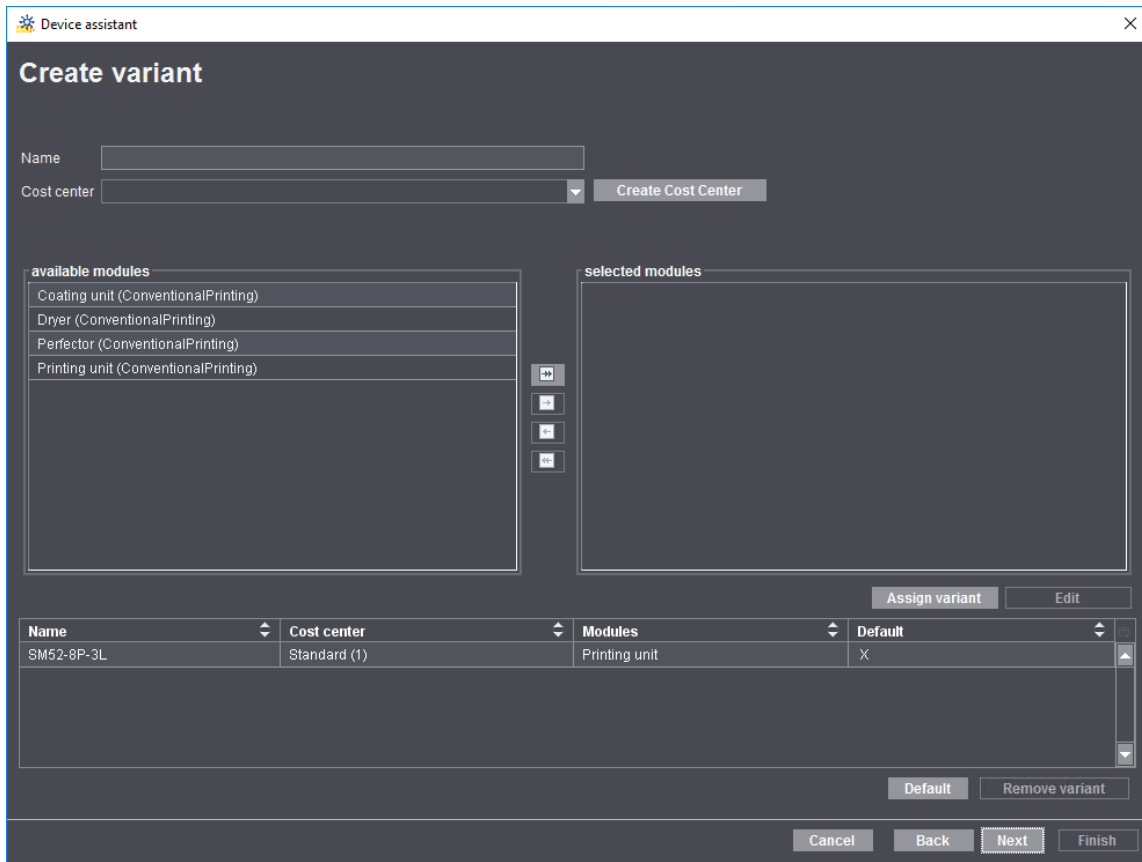 Device assistant
Create variant
Name
Cost center
Create Cost Center
available modules
selected modules
Coating unit (ConventionalPrinting)
Dryer (ConventionalPrinting)
Perfector (ConventionalPrinting)
Printing unit (ConventionalPrinting)
Assign variant Edit
Name Cost center Modules Default
SM52-8P-3L Standard (1) Printing unit X
Default Remove variant
Cancel Back Next Finish